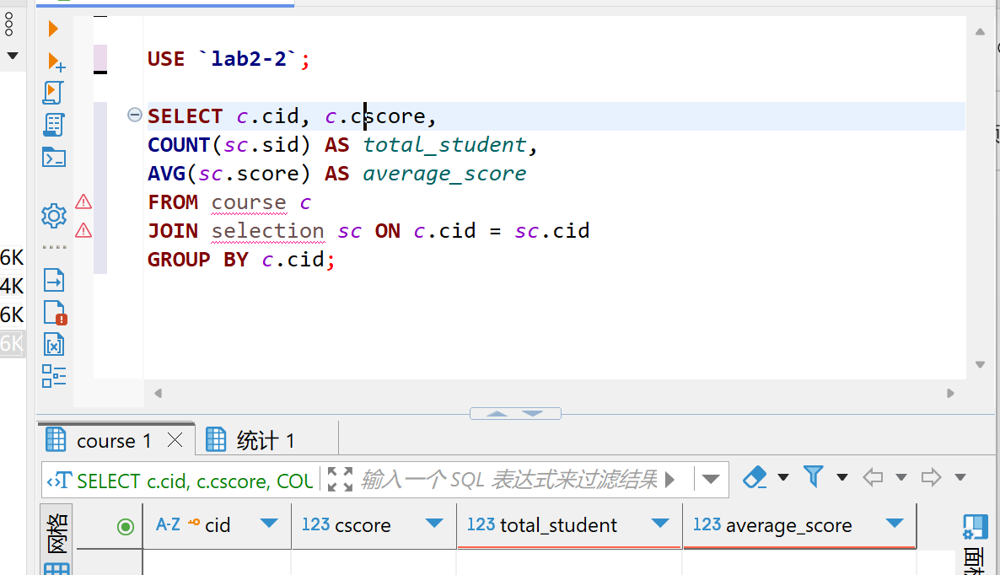 USE `lab2-2`;
SELECT c.cid, c.cscore,
COUNT(sc.sid) AS total_student,
AVG(sc.score) AS average_score
FROM course c
JOIN selection sc ON c.cid = sc.cid
GROUP BY c.cid;
6K
4K
6K
6K
course 1
统计 1
SELECT c.cid, c.cscore, COU
输入一个 SQL 表达式来过滤结果
网格
A-Z cid
123 cscore
123 total_student
123 average_score